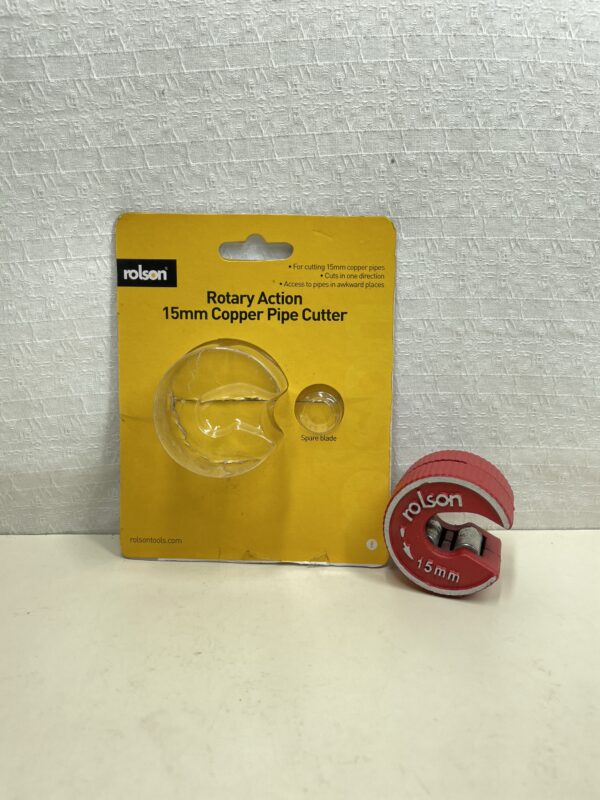 rolson
• For cutting 15mm copper pipes
• Cuts in one direction
• Access to pipes in awkward places
Rotary Action
15mm Copper Pipe Cutter
Spare blade
rolsontools.com
rolson
15mm